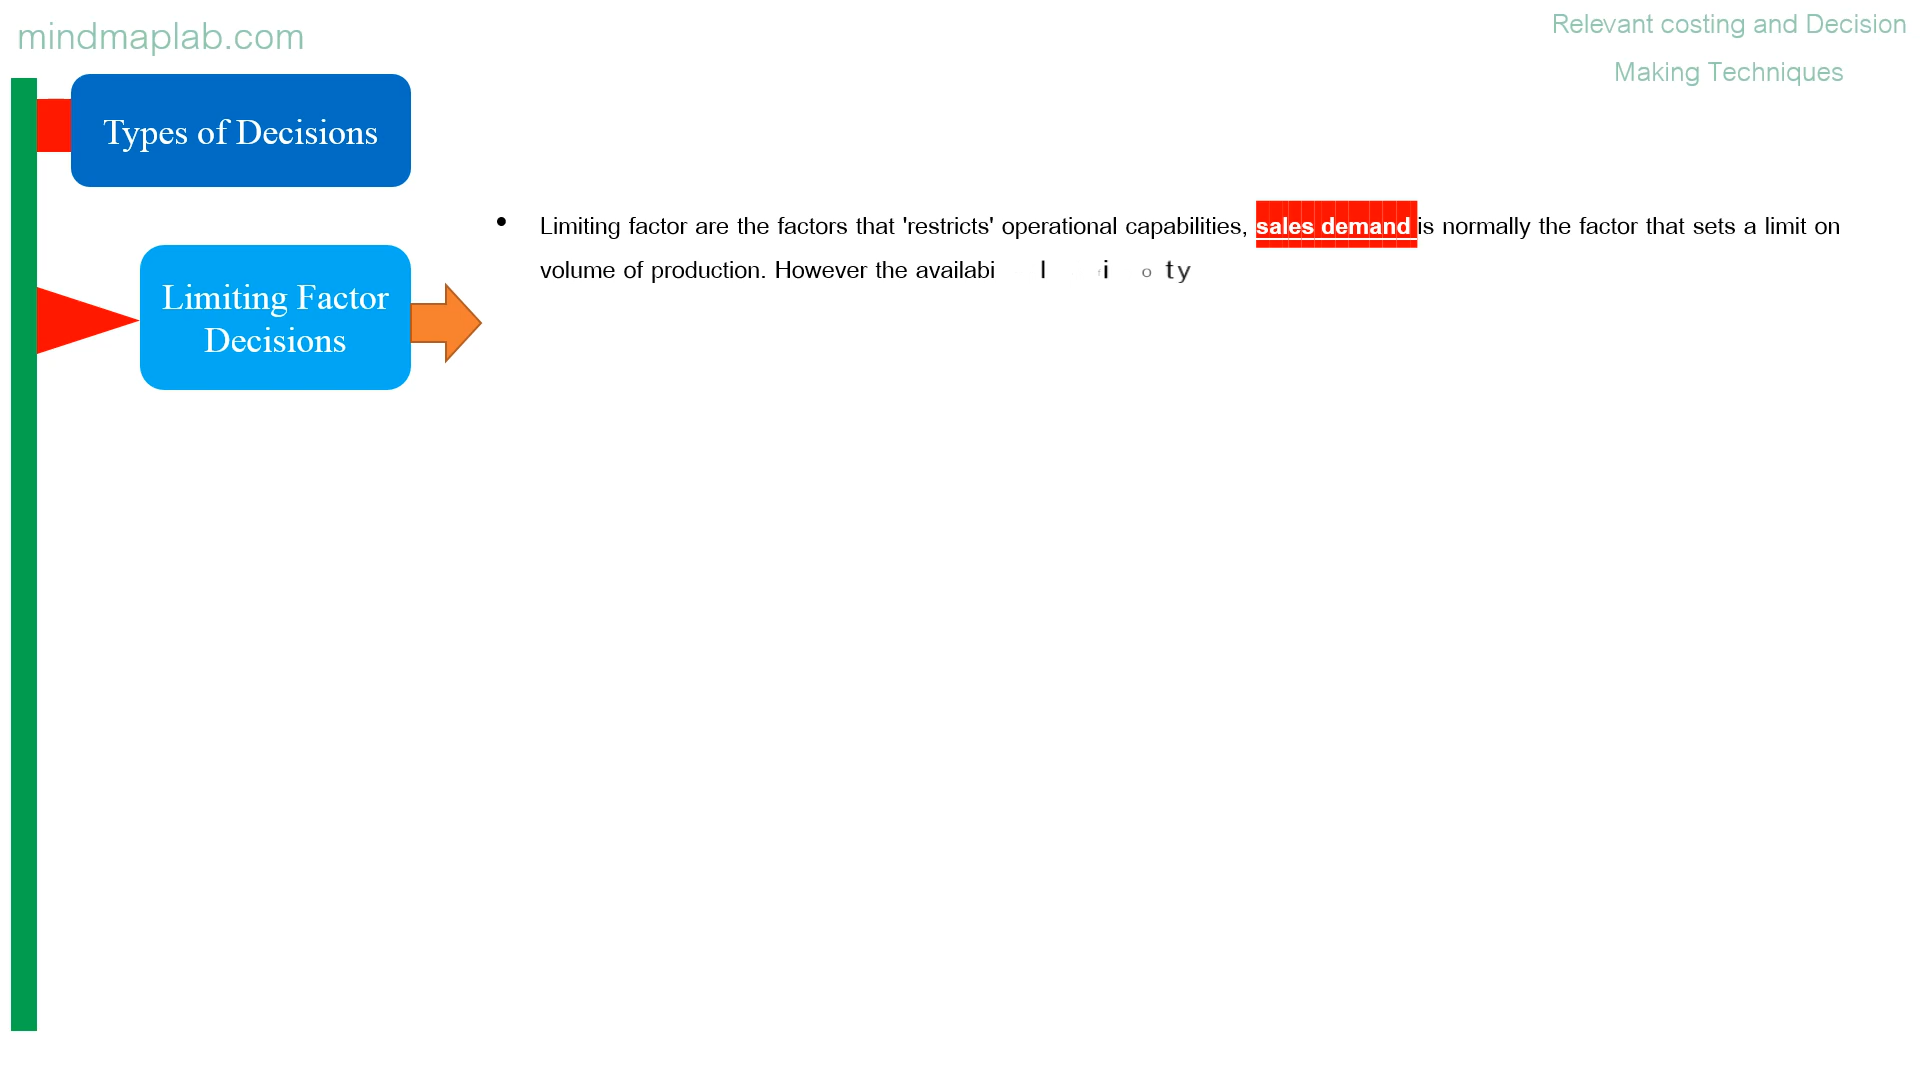 mindmaplab.com
Relevant costing and Decision
Making Techniques
Types of Decisions
Limiting Factor
Decisions
• Limiting factor are the factors that 'restricts' operational capabilities, sales demand is normally the factor that sets a limit on
volume of production. However the